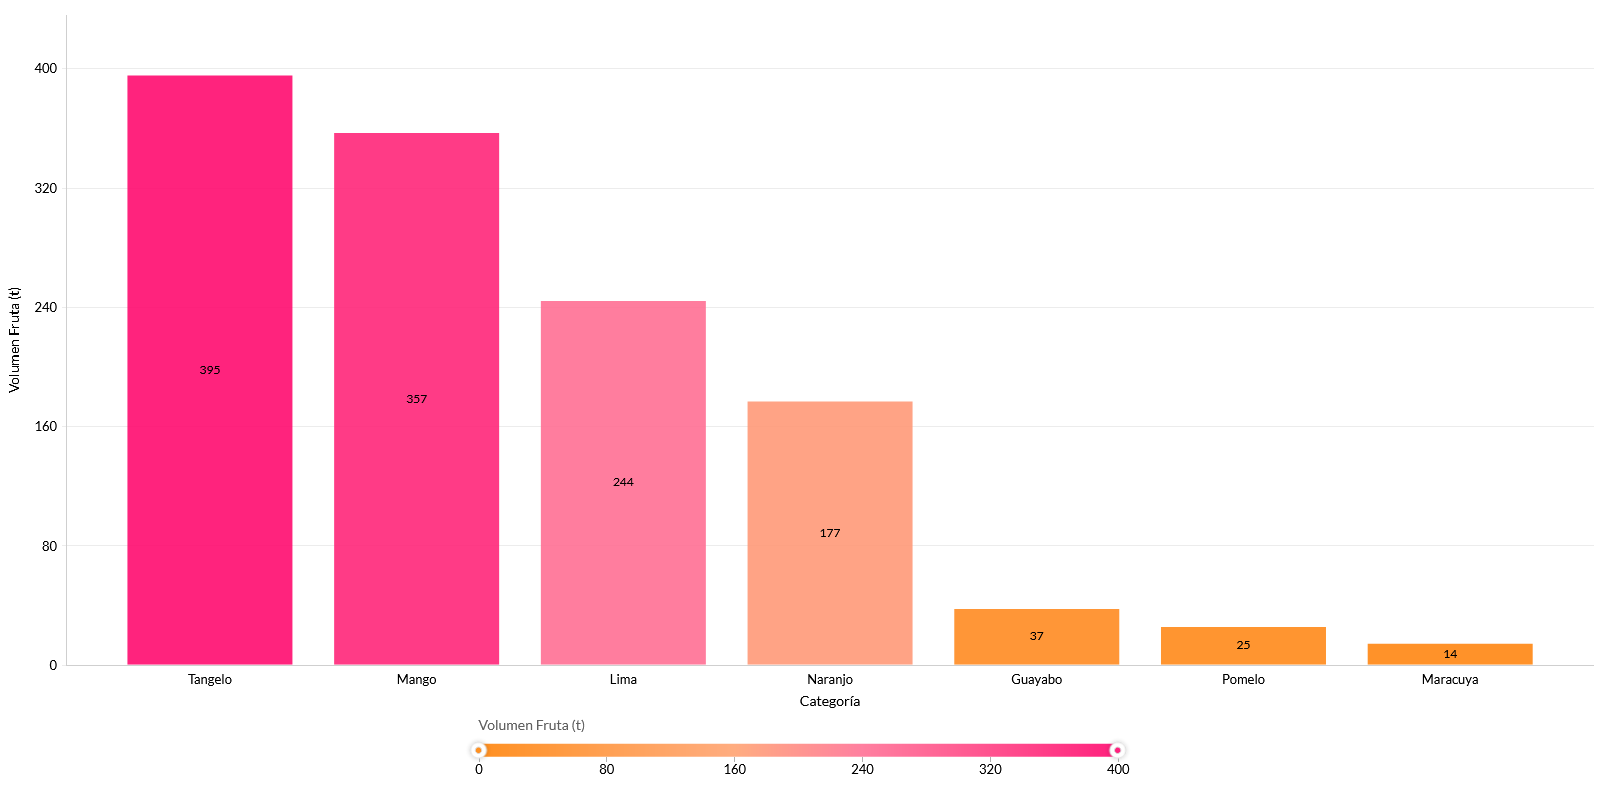 Volumen Fruta (t)
400
320
240
160
80
0
395
357
244
177
37
25
14
Tangelo Mango Lima Naranjo Guayabo Pomelo Maracuya
Categoría
Volumen Fruta (t)
0 80 160 240 320 400